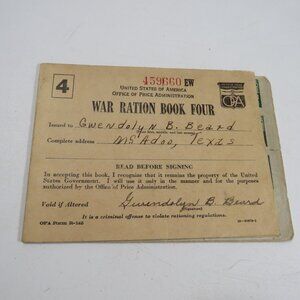 4
459660 EW
UNITED STATES OF AMERICA
OFFICE OF PRICE ADMINISTRATION
OPA
WAR RATION BOOK FOUR
Issued to Gwendolyn B. Beard
Complete address McAdoo, Texas
READ BEFORE SIGNING
In accepting this book, I recognize that it remains the property of the United
States Government. I will use it only in the manner and for the purposes
authorized by the Office of Price Administration.
Void if Altered Gwendolyn B. Beard
(Signature)
It is a criminal offense to violate rationing regulations.
OPA Form R-145